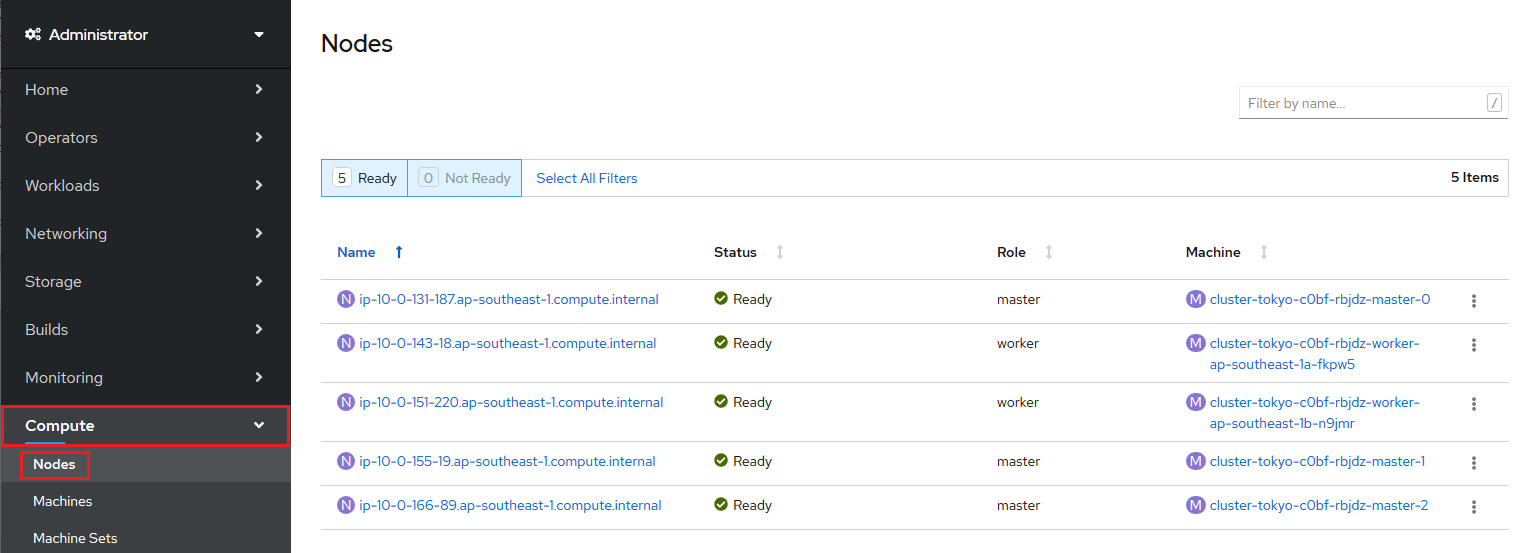 Administrator
Home
Operators
Workloads
Networking
Storage
Builds
Monitoring
Compute
Nodes
Machines
Machine Sets
Nodes
Filter by name... /
5 Ready 0 Not Ready Select All Filters 5 Items
Name Status Role Machine
N ip-10-0-131-187.ap-southeast-1.compute.internal Ready master M cluster-tokyo-c0bf-rbjdz-master-0
N ip-10-0-143-18.ap-southeast-1.compute.internal Ready worker M cluster-tokyo-c0bf-rbjdz-worker-
ap-southeast-1a-fkpw5
N ip-10-0-151-220.ap-southeast-1.compute.internal Ready worker M cluster-tokyo-c0bf-rbjdz-worker-
ap-southeast-1b-n9jmr
N ip-10-0-155-19.ap-southeast-1.compute.internal Ready master M cluster-tokyo-c0bf-rbjdz-master-1
N ip-10-0-166-89.ap-southeast-1.compute.internal Ready master M cluster-tokyo-c0bf-rbjdz-master-2